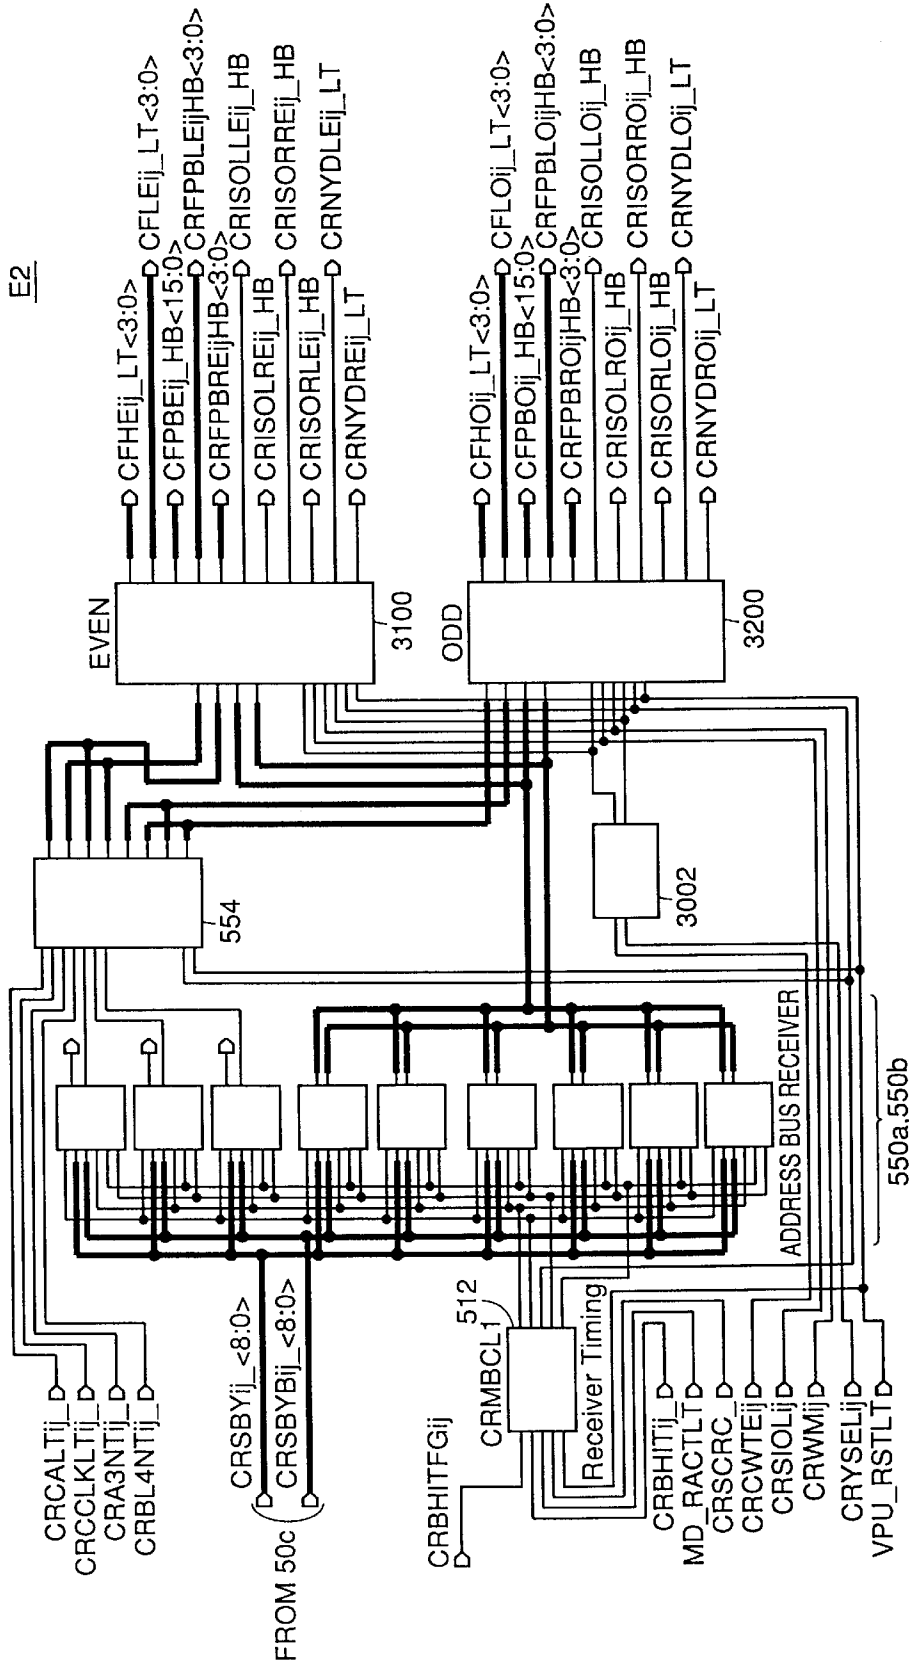 E2
CRCALTij_
CRCCLKLTij_
CRA3NTij_
CRBL4NTij_
CRSBYij_<8:0>
CRSBYBij_<8:0>
FROM 50c
CRBHITFGij
CRMBCL1
512
Receiver Timing
CRBHITij_
MD_RACTLT
CRSCRC_
CRCWTEij
CRSIOLij
CRWMij
CRYSELij
VPU_RSTLT
ADDRESS BUS RECEIVER
550a,550b
554
3002
EVEN
3100
ODD
3200
CFHEij_LT<3:0>
CFLEij_LT<3:0>
CFPBEij_HB<15:0>
CRFPBLEijHB<3:0>
CRFPBREijHB<3:0>
CRISOLLEij_HB
CRISOLREij_HB
CRISORREij_HB
CRISORLEij_HB
CRNYDLEij_LT
CRNYDREij_LT
CFHOij_LT<3:0>
CFLOij_LT<3:0>
CFPBOij_HB<15:0>
CRFPBLOijHB<3:0>
CRFPBROijHB<3:0>
CRISOLLOij_HB
CRISOLROij_HB
CRISORROij_HB
CRISORLOij_HB
CRNYDLOij_LT
CRNYDROij_LT